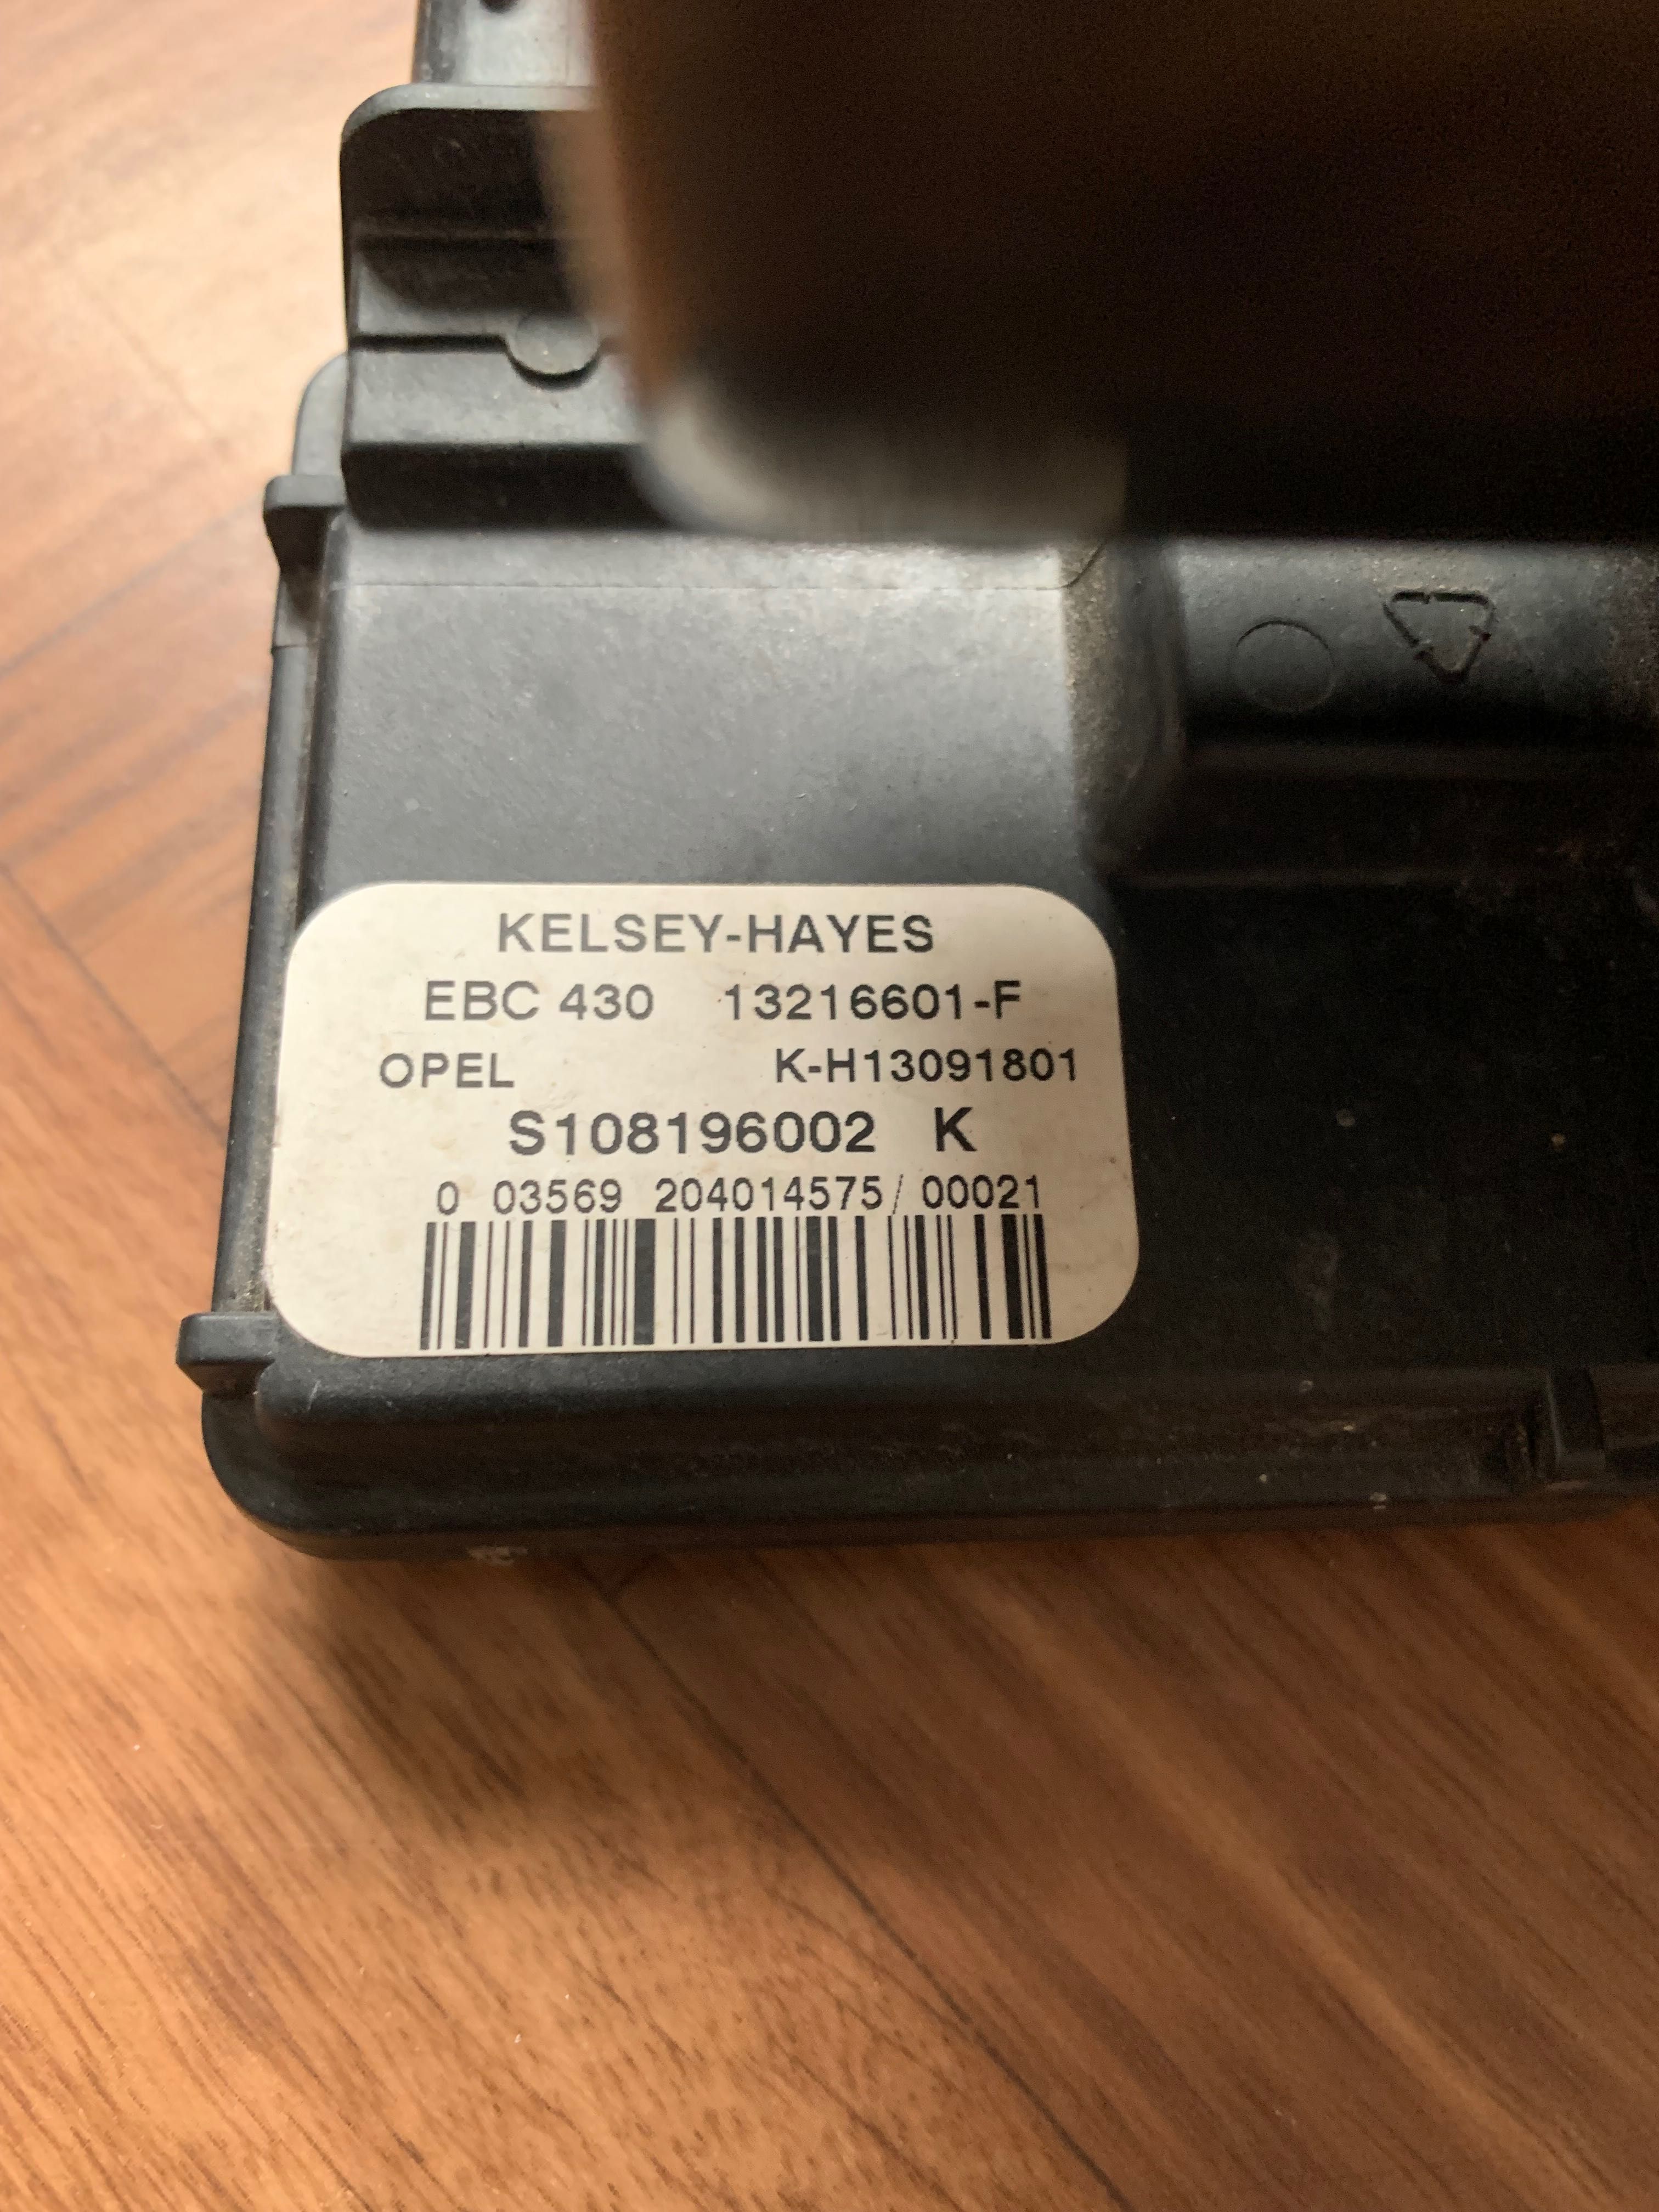 KELSEY-HAYES
EBC 430 13216601-F
OPEL K-H13091801
S108196002 K
0 03569 204014575/ 00021